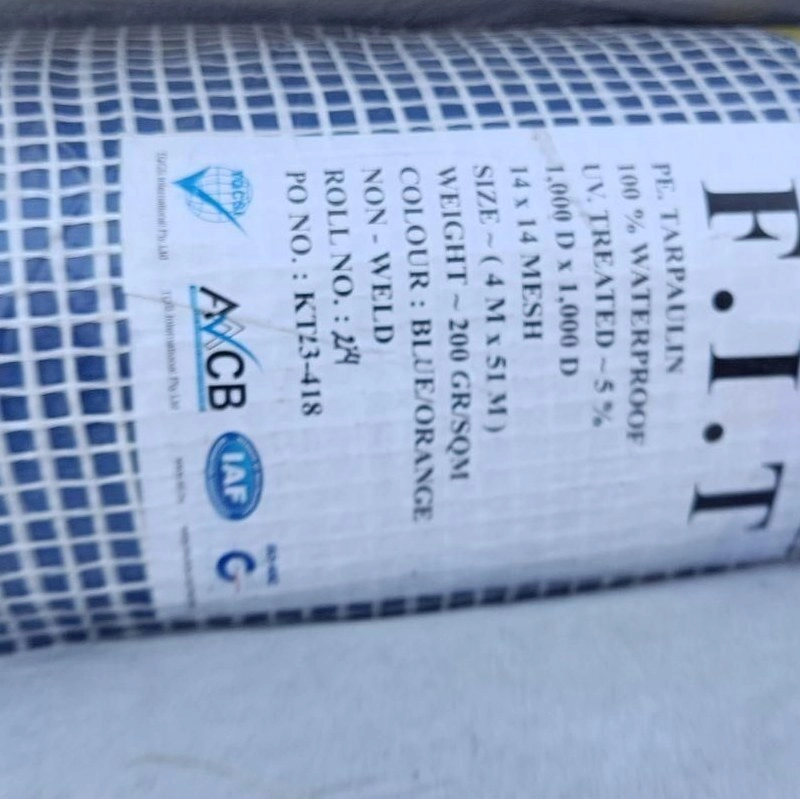 F.I.T
PE. TARPAULIN
100 % WATERPROOF
UV. TREATED ~ 5 %
1,000 D x 1,000 D
14 x 14 MESH
SIZE ~ ( 4 M x 51 M )
WEIGHT ~ 200 GR/SQM
COLOUR : BLUE/ORANGE
NON - WELD
ROLL NO. :
PO NO. : KT23-418
ACB
IAF